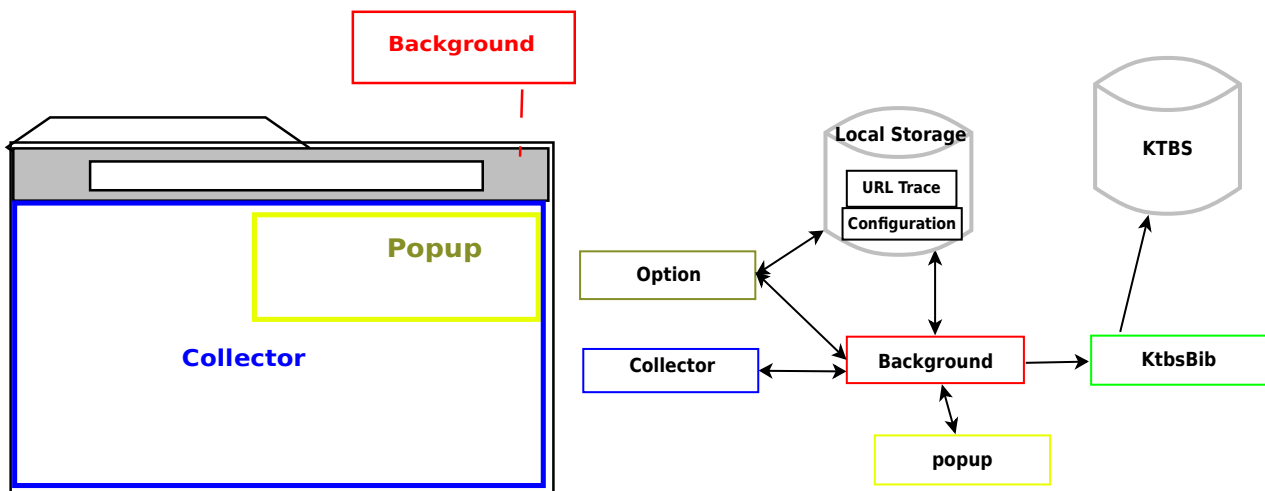 Background
Popup
Collector
Local Storage
URL Trace
Configuration
KTBS
Option
Collector
Background
KtbsBib
popup